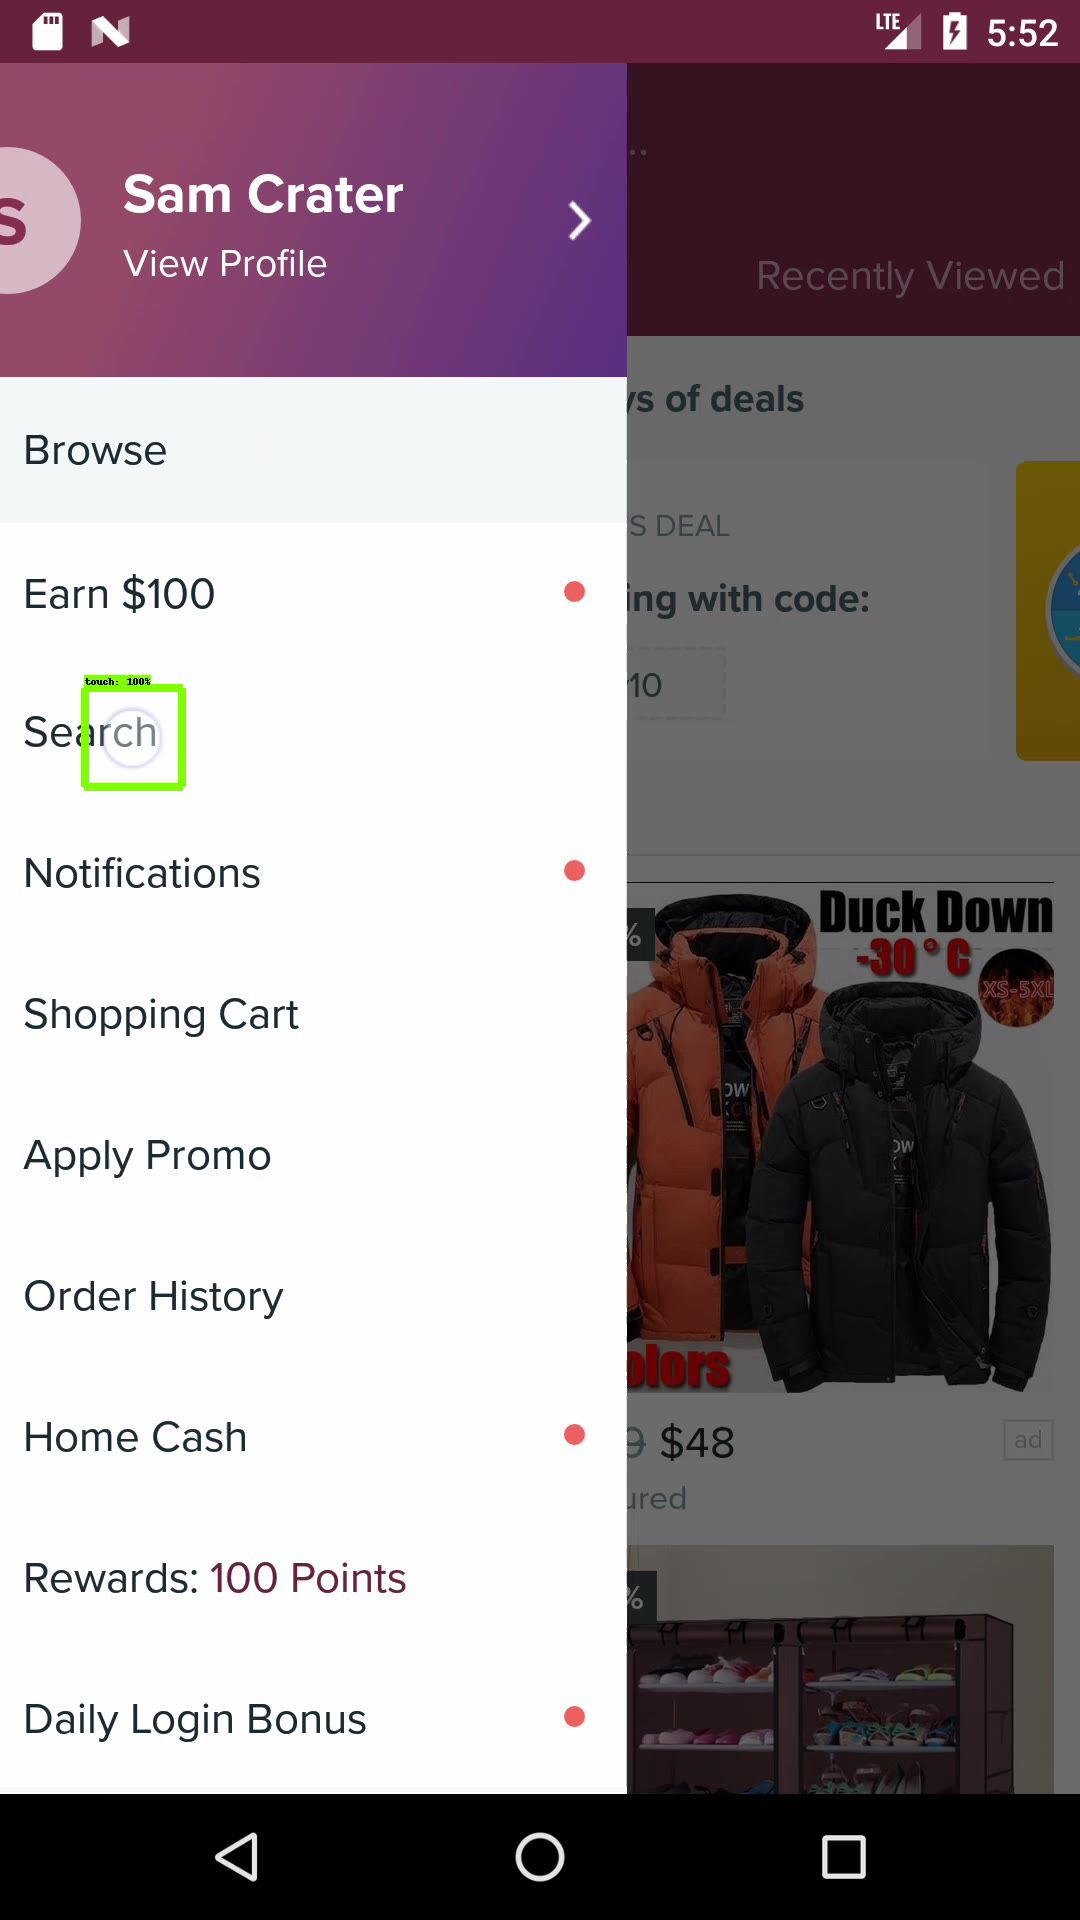 LTE 5:52
S
Sam Crater
View Profile
..
Recently Viewed
Browse
ys of deals
S DEAL
Earn $100
ing with code:
10
touch: 100%
Search
Notifications
%
Duck Down
-30°C
XS-5XL
Shopping Cart
Apply Promo
Order History
olors
Home Cash
9 $48
ad
ured
Rewards: 100 Points
%
Daily Login Bonus